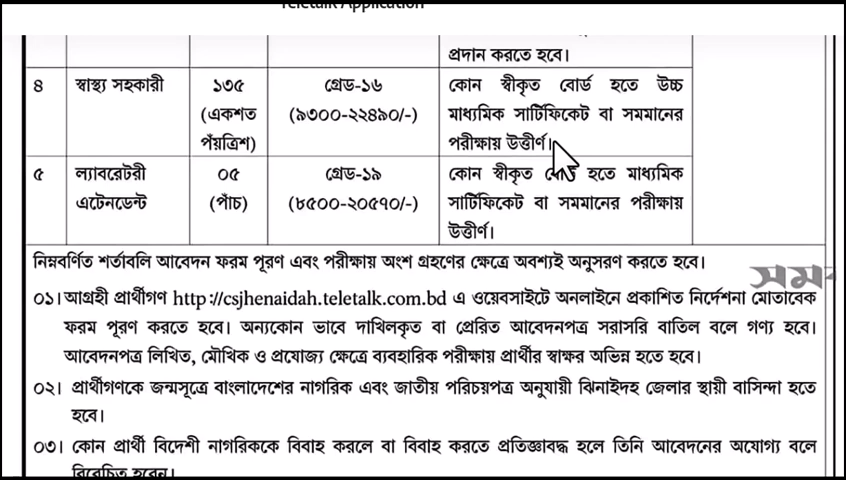 Teletalk Application
প্রদান করতে হবে।
৪ স্বাস্থ্য সহকারী ১৩৫ গ্রেড-১৬ কোন স্বীকৃত বোর্ড হতে উচ্চ
(একশত (৯৩০০-২২৪৯০/-) মাধ্যমিক সার্টিফিকেট বা সমমানের
পঁয়ত্রিশ) পরীক্ষায় উত্তীর্ণ।
৫ ল্যাবরেটরী ০৫ গ্রেড-১৯ কোন স্বীকৃত বোর্ড হতে মাধ্যমিক
এটেনডেন্ট (পাঁচ) (৮৫০০-২০৫৭০/-) সার্টিফিকেট বা সমমানের পরীক্ষায়
উত্তীর্ণ।
নিম্নবর্ণিত শর্তাবলি আবেদন ফরম পূরণ এবং পরীক্ষায় অংশ গ্রহণের ক্ষেত্রে অবশ্যই অনুসরণ করতে হবে।
০১। আগ্রহী প্রার্থীগণ http://csjhenaidah.teletalk.com.bd এ ওয়েবসাইটে অনলাইনে প্রকাশিত নির্দেশনা মোতাবেক
ফরম পূরণ করতে হবে। অন্যকোন ভাবে দাখিলকৃত বা প্রেরিত আবেদনপত্র সরাসরি বাতিল বলে গণ্য হবে।
আবেদনপত্র লিখিত, মৌখিক ও প্রযোজ্য ক্ষেত্রে ব্যবহারিক পরীক্ষায় প্রার্থীর স্বাক্ষর অভিন্ন হতে হবে।
০২। প্রার্থীগণকে জন্মসূত্রে বাংলাদেশের নাগরিক এবং জাতীয় পরিচয়পত্র অনুযায়ী ঝিনাইদহ জেলার স্থায়ী বাসিন্দা হতে
হবে।
০৩। কোন প্রার্থী বিদেশী নাগরিককে বিবাহ করলে বা বিবাহ করতে প্রতিজ্ঞাবদ্ধ হলে তিনি আবেদনের অযোগ্য বলে
বিবেচিত হবেন।